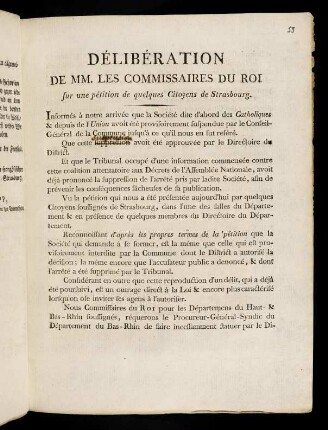 53
DÉLIBÉRATION
DE MM. LES COMMISSAIRES DU ROI
sur une pétition de quelques Citoyens de Strasbourg.
Informés à notre arrivée que la Société dite d'abord des Catholiques
& depuis de l'Union avoit été provisoirement suspendue par le Conseil-
Général de la Commune jusqu'à ce qu'il nous en fut référé.
Que cette suppression avoit été approuvée par le Directoire du
District.
Et que le Tribunal occupé d'une information commencée contre
cette coalition attentatoire aux Décrets de l'Assemblée Nationale, avoit
déjà prononcé la suppression de l'arrêté pris par ladite Société, afin de
prévenir les conséquences fâcheuses de sa publication.
Vu la pétition qui nous a été présentée aujourd'hui par quelques
Citoyens soussignés de Strasbourg, dans l'une des salles du Départe-
ment & en présence de quelques membres du Directoire du Dépar-
tement.
Reconnoissant d'après les propres termes de la pétition que la
Société qui demande à se former, est la même que celle qui est pro-
visoirement interdite par la Commune dont le District a autorisé la
décision; la même encore que l'accusateur public a dénoncé, & dont
l'arrêté a été supprimé par le Tribunal.
Considérant en outre que cette reproduction d'un délit, qui a déjà
été poursuivi, est un outrage direct à la Loi & encore plus caractérisé
lorsqu'on ose inviter ses agens à l'autoriser.
Nous Commissaires du Roi pour les Départemens du Haut- &
Bas-Rhin soussignés, requérons le Procureur-Général-Syndic du
Département du Bas-Rhin de faire incessamment statuer par le Di-